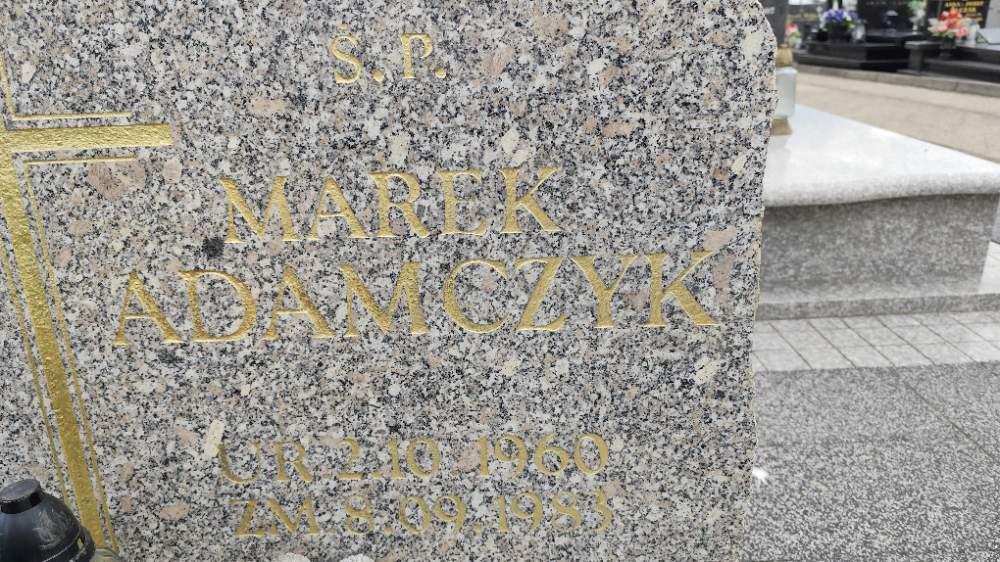 Ś.P.
MAREK
ADAMCZYK
UR 2.10 1960
ZM 8.09.1983